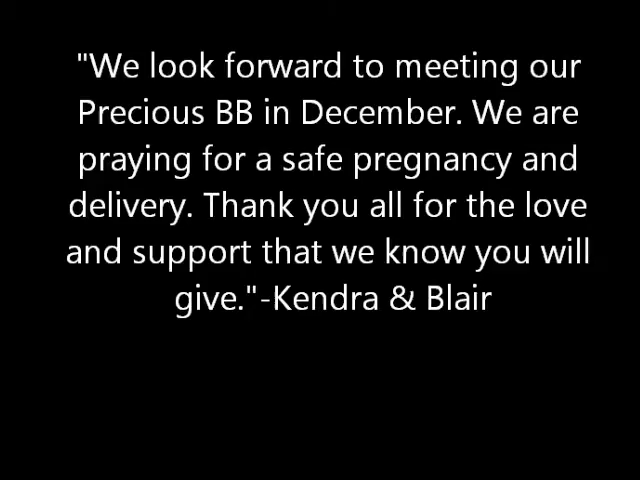 "We look forward to meeting our
Precious BB in December. We are
praying for a safe pregnancy and
delivery. Thank you all for the love
and support that we know you will
give."-Kendra & Blair